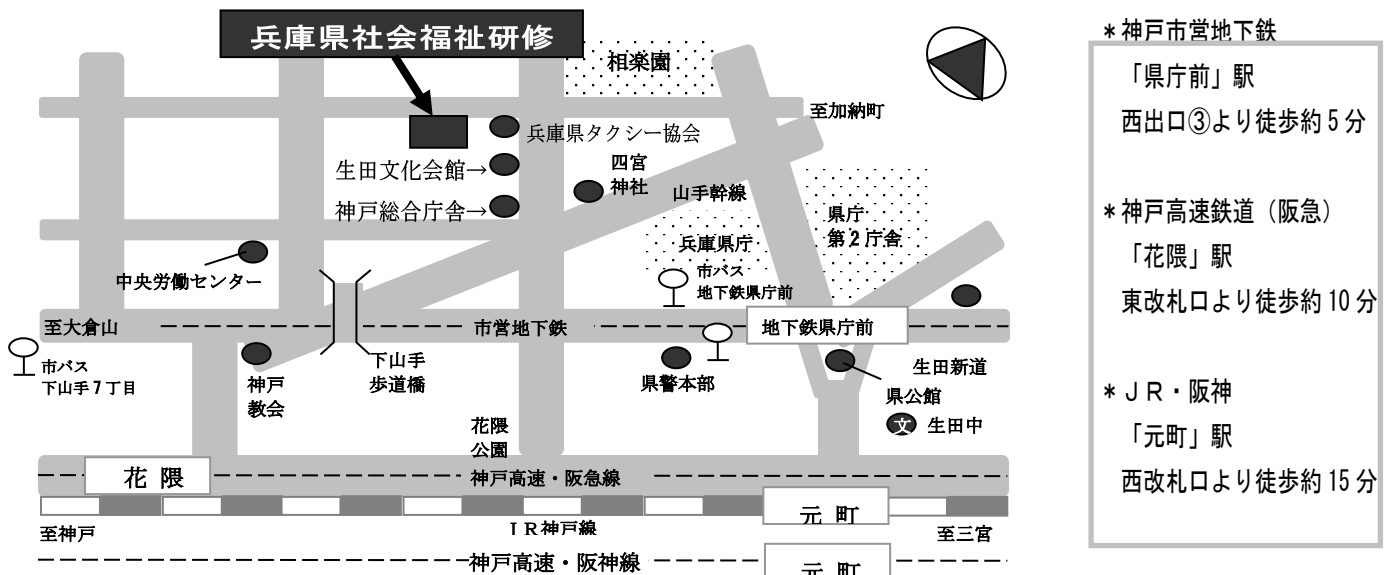 兵庫県社会福祉研修
相楽園
至加納町
兵庫県タクシー協会
生田文化会館→
四宮
神社
山手幹線
神戸総合庁舎→
県庁
第2庁舎
兵庫県庁
中央労働センター
市バス
地下鉄県庁前
至大倉山
市営地下鉄
地下鉄県庁前
市バス
下山手7丁目
神戸
教会
下山手
歩道橋
県警本部
生田新道
県公館
文 生田中
花隈
公園
花隈
神戸高速・阪急線
元町
至神戸
JR神戸線
至三宮
神戸高速・阪神線
元町
*神戸市営地下鉄
「県庁前」駅
西出口③より徒歩約5分
*神戸高速鉄道（阪急）
「花隈」駅
東改札口より徒歩約10分
*ＪＲ・阪神
「元町」駅
西改札口より徒歩約15分